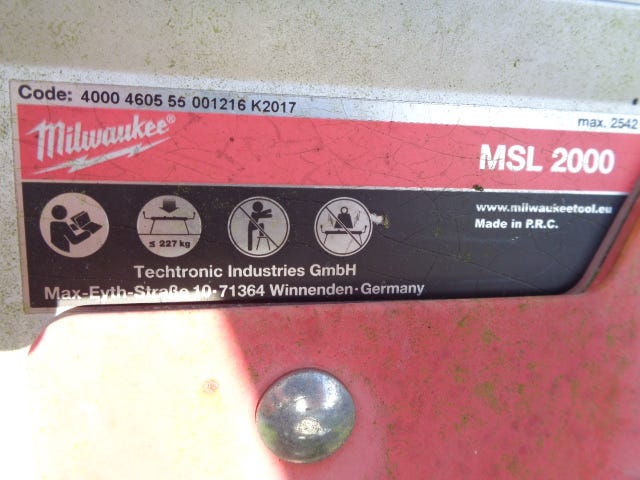 Code: 4000 4605 55 001216 K2017
max. 2542
Milwaukee®
MSL 2000
≤ 227 kg
www.milwaukeetool.eu
Made in P.R.C.
Techtronic Industries GmbH
Max-Eyth-Straße 10·71364 Winnenden·Germany